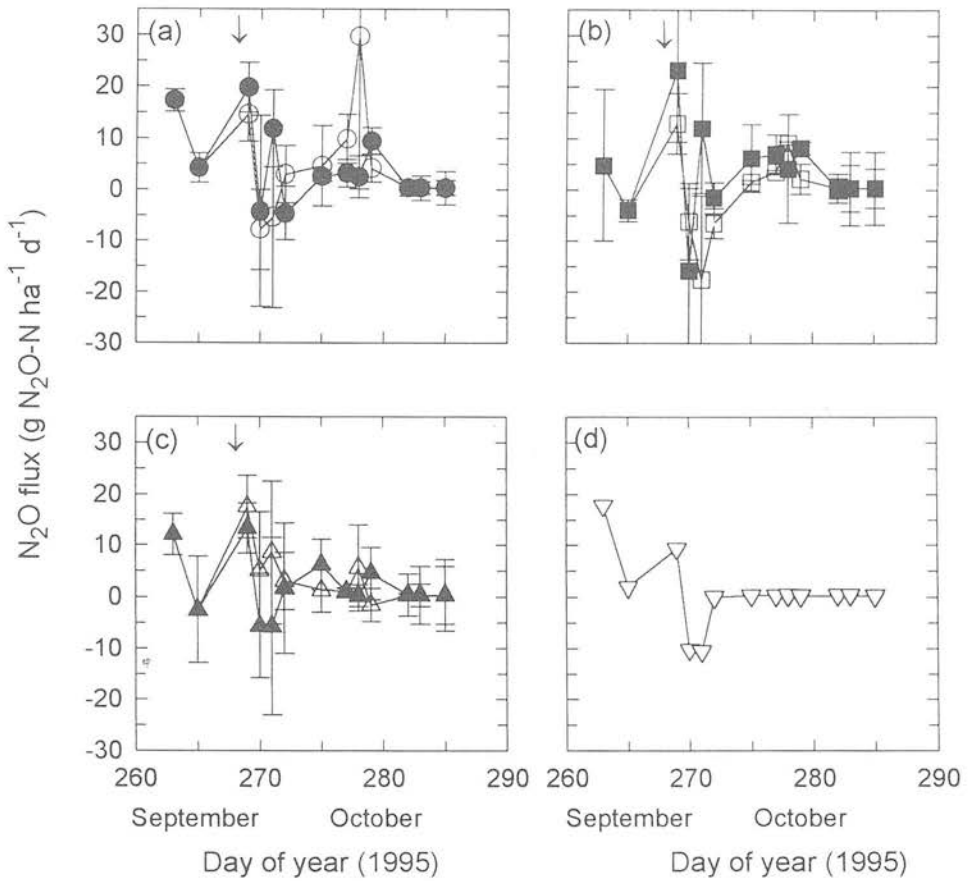 N₂O flux (g N₂O-N ha⁻¹ d⁻¹)
(a)
30
20
10
0
-10
-20
-30
(b)
(c)
30
20
10
0
-10
-20
-30
(d)
260 270 280 290
260 270 280 290
September October
September October
Day of year (1995)
Day of year (1995)